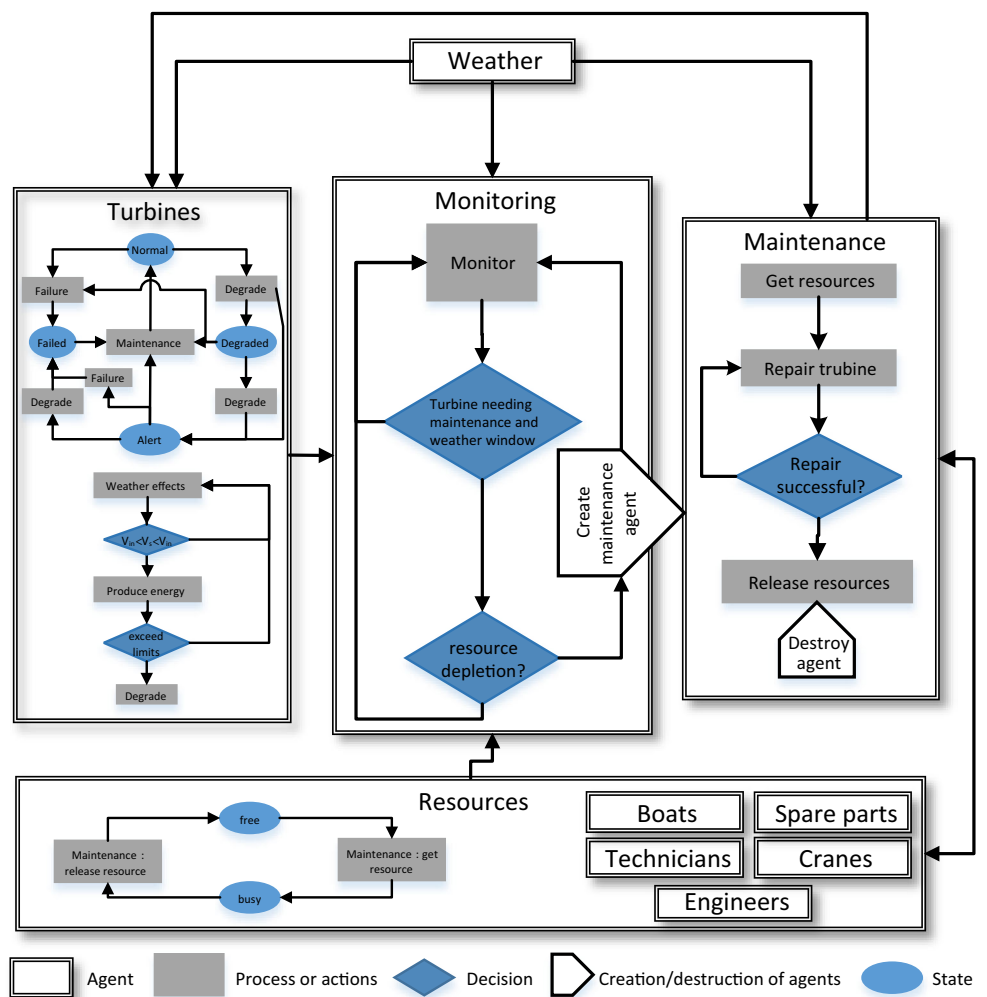 Weather
Turbines
Normal
Failure
Degrade
Failed
Maintenance
Degraded
Failure
Degrade
Degrade
Alert
Weather effects
Vin<Vs<Vin
Produce energy
exceed
limits
Degrade
Monitoring
Monitor
Turbine needing
maintenance and
weather window
Create
maintenance
agent
resource
depletion?
Maintenance
Get resources
Repair trubine
Repair
successful?
Release resources
Destroy
agent
Resources
free
Maintenance :
release resource
Maintenance : get
resource
busy
Boats
Spare parts
Technicians
Cranes
Engineers
Agent
Process or actions
Decision
Creation/destruction of agents
State